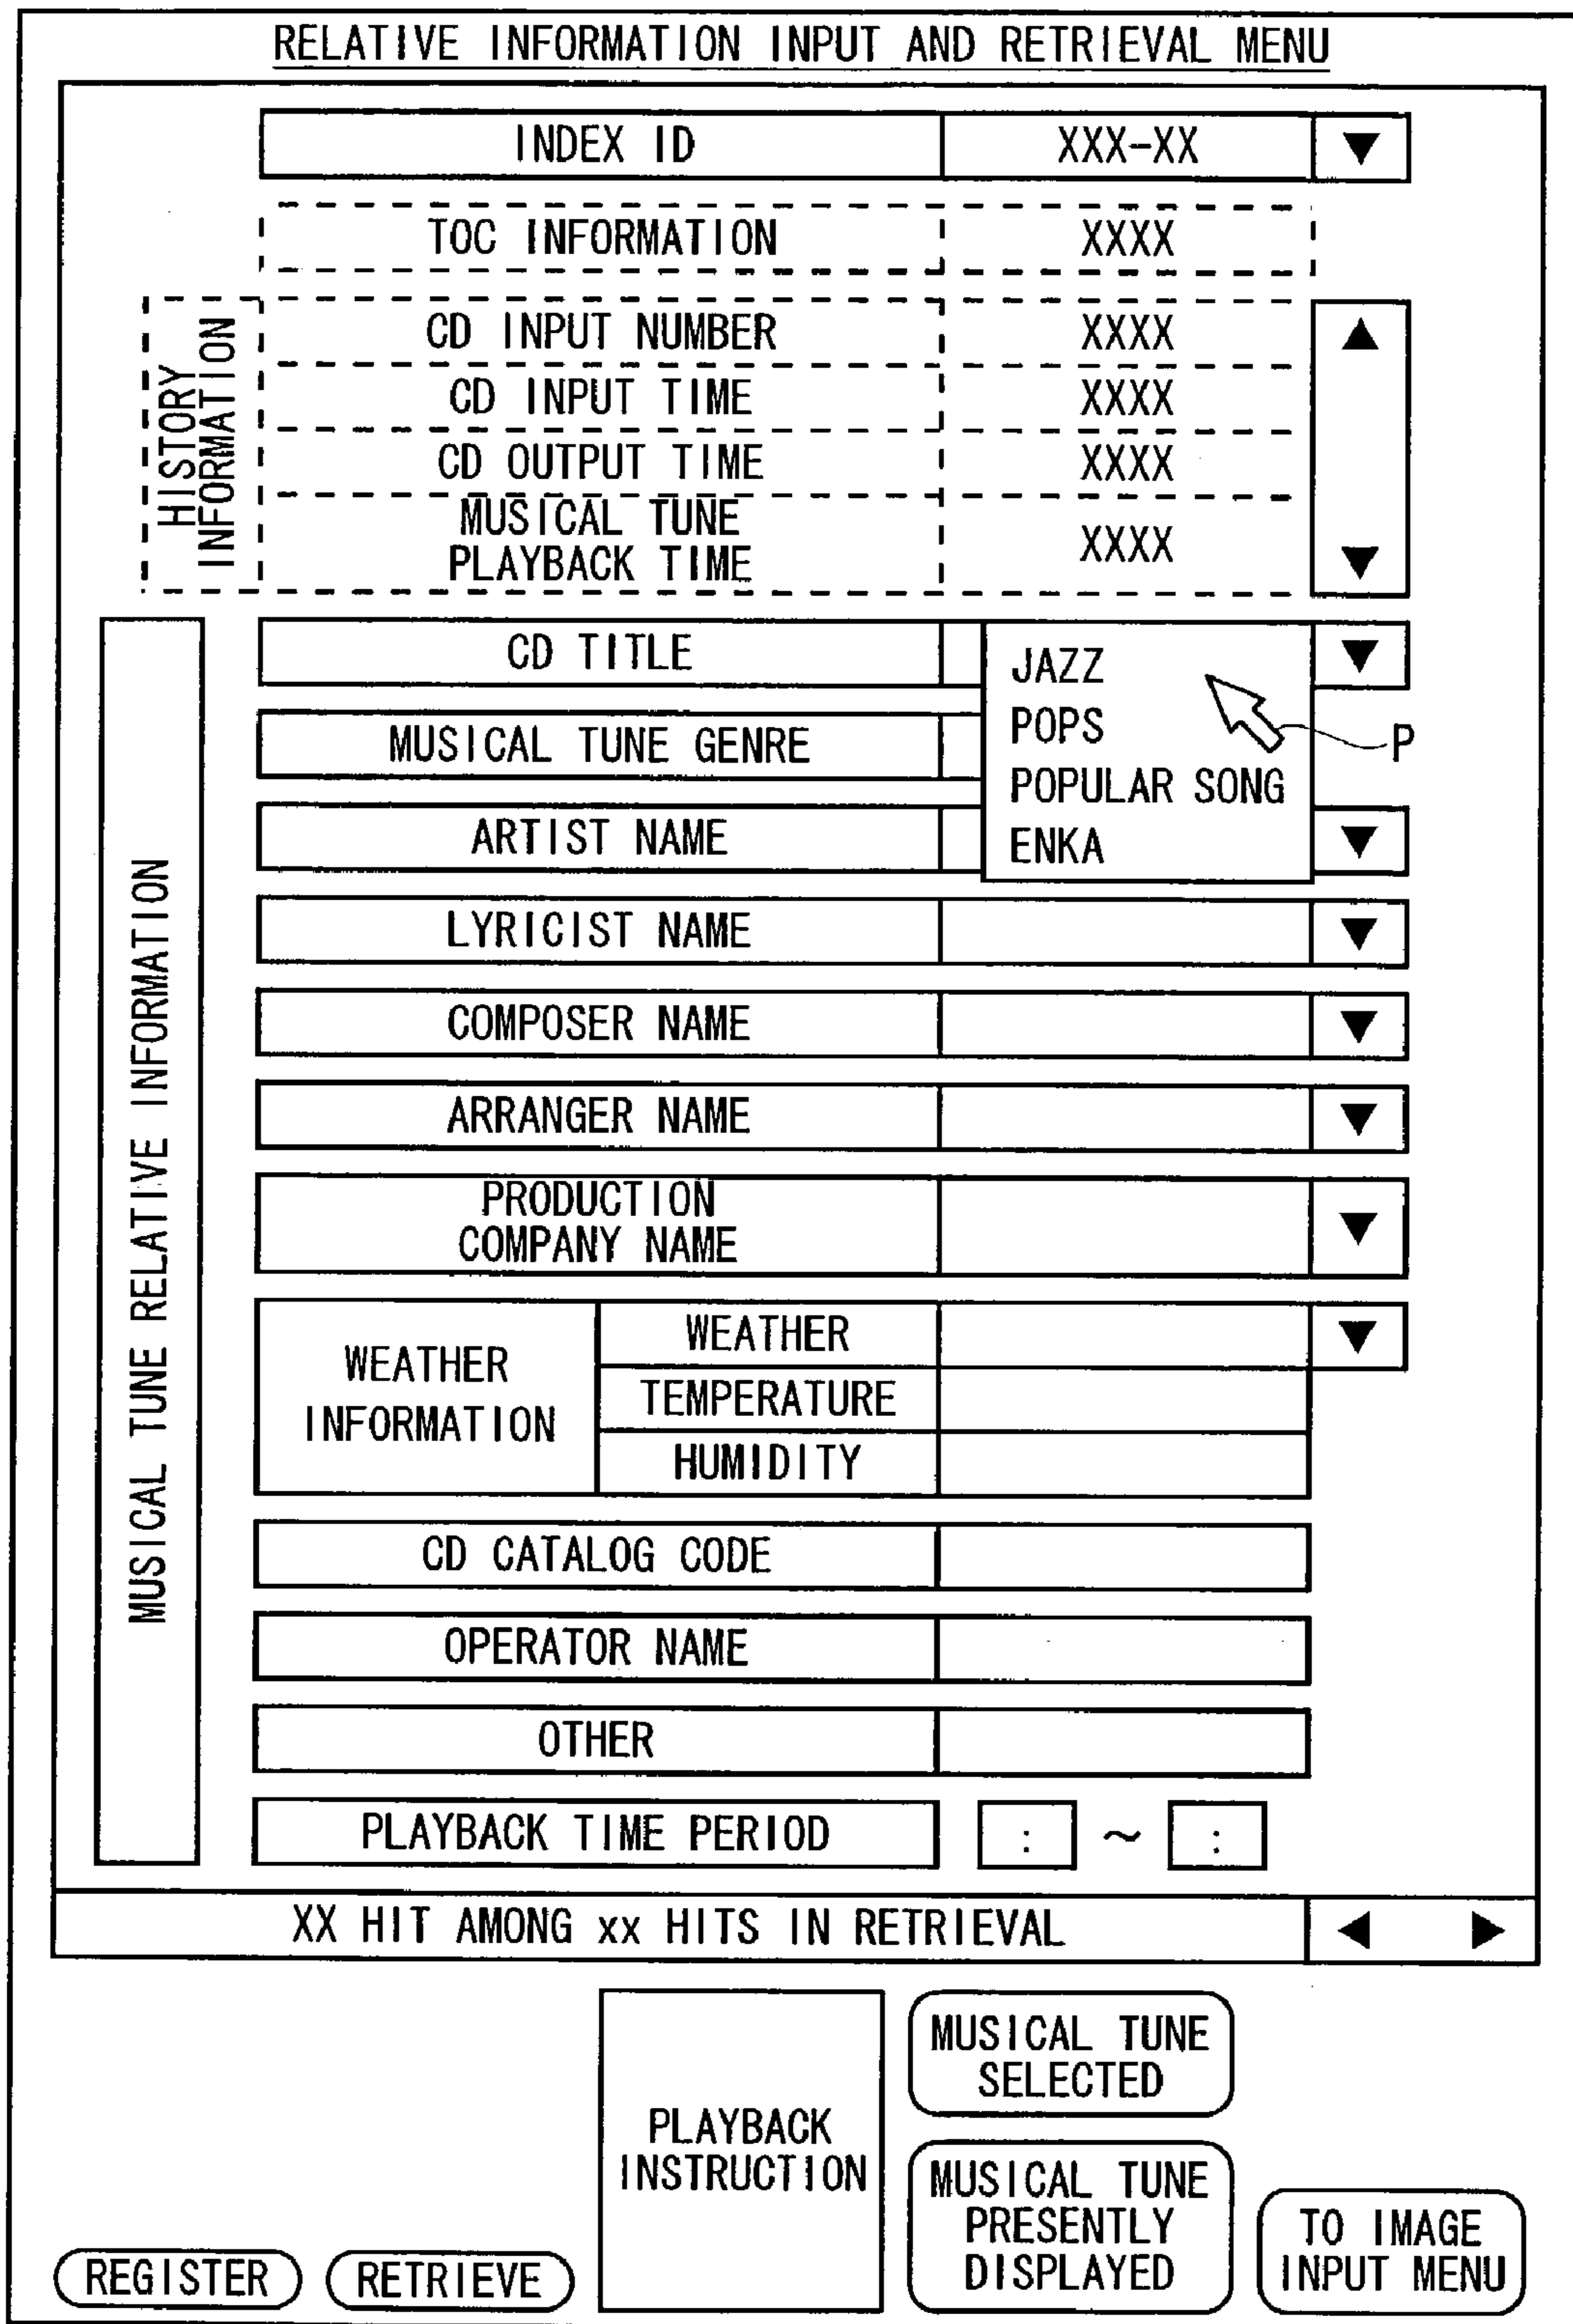 RELATIVE INFORMATION INPUT AND RETRIEVAL MENU
INDEX ID XXX-XX ▼
TOC INFORMATION XXXX
HISTORY
INFORMATION
CD INPUT NUMBER XXXX ▲
CD INPUT TIME XXXX
CD OUTPUT TIME XXXX
MUSICAL TUNE
PLAYBACK TIME XXXX ▼
MUSICAL TUNE RELATIVE INFORMATION
CD TITLE ▼
MUSICAL TUNE GENRE
JAZZ
POPS
POPULAR SONG
ENKA
P
ARTIST NAME ▼
LYRICIST NAME ▼
COMPOSER NAME ▼
ARRANGER NAME ▼
PRODUCTION
COMPANY NAME ▼
WEATHER
INFORMATION
WEATHER ▼
TEMPERATURE
HUMIDITY
CD CATALOG CODE
OPERATOR NAME
OTHER
PLAYBACK TIME PERIOD : ~ :
XX HIT AMONG xx HITS IN RETRIEVAL ◀ ▶
PLAYBACK
INSTRUCTION
MUSICAL TUNE
SELECTED
MUSICAL TUNE
PRESENTLY
DISPLAYED
TO IMAGE
INPUT MENU
REGISTER
RETRIEVE